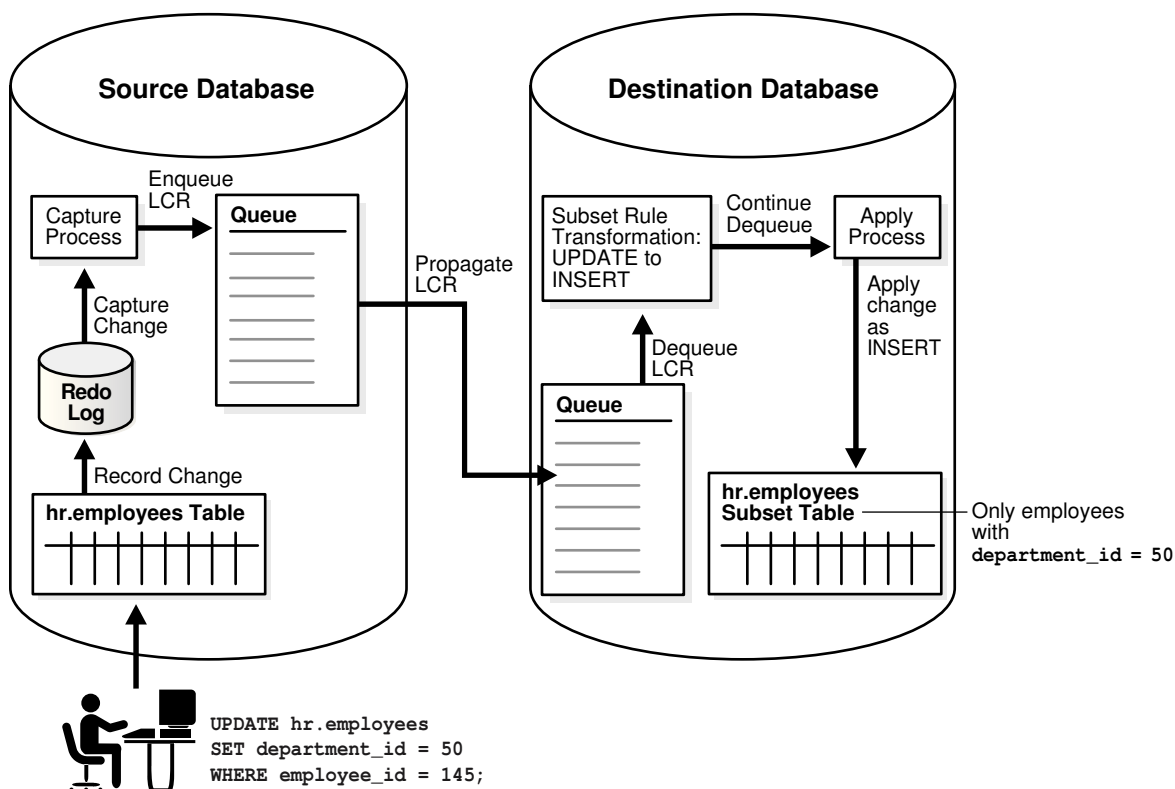 Source Database
Destination Database
Enqueue
LCR
Capture
Process
Queue
Capture
Change
Redo
Log
Record Change
hr.employees Table
Propagate
LCR
Subset Rule
Transformation:
UPDATE to
INSERT
Continue
Dequeue
Apply
Process
Apply
change
as
INSERT
Dequeue
LCR
Queue
hr.employees
Subset Table
Only employees
with
department_id = 50
UPDATE hr.employees
SET department_id = 50
WHERE employee_id = 145;